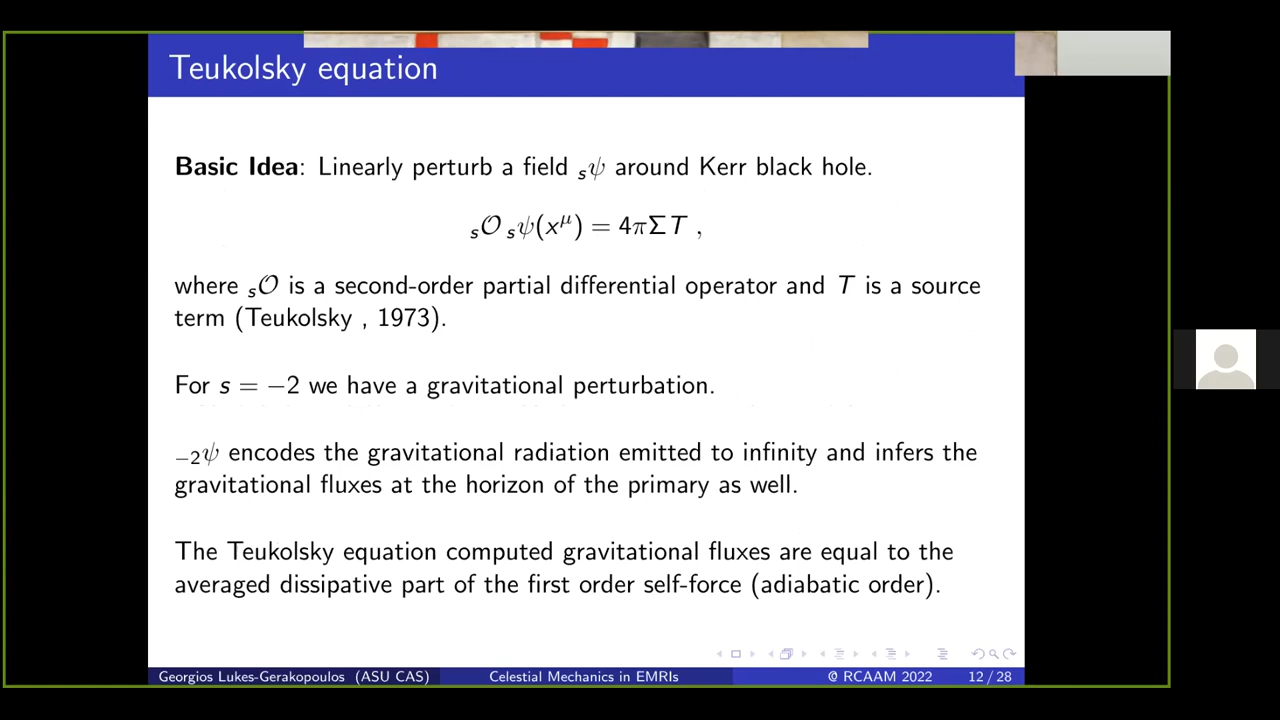 Teukolsky equation
Basic Idea: Linearly perturb a field ₛψ around Kerr black hole.
ₛ𝒪 ₛψ(x^μ) = 4πΣT ,
where ₛ𝒪 is a second-order partial differential operator and T is a source
term (Teukolsky , 1973).
For s = −2 we have a gravitational perturbation.
₋₂ψ encodes the gravitational radiation emitted to infinity and infers the
gravitational fluxes at the horizon of the primary as well.
The Teukolsky equation computed gravitational fluxes are equal to the
averaged dissipative part of the first order self-force (adiabatic order).
Georgios Lukes-Gerakopoulos (ASU CAS) Celestial Mechanics in EMRIs @ RCAAM 2022 12 / 28